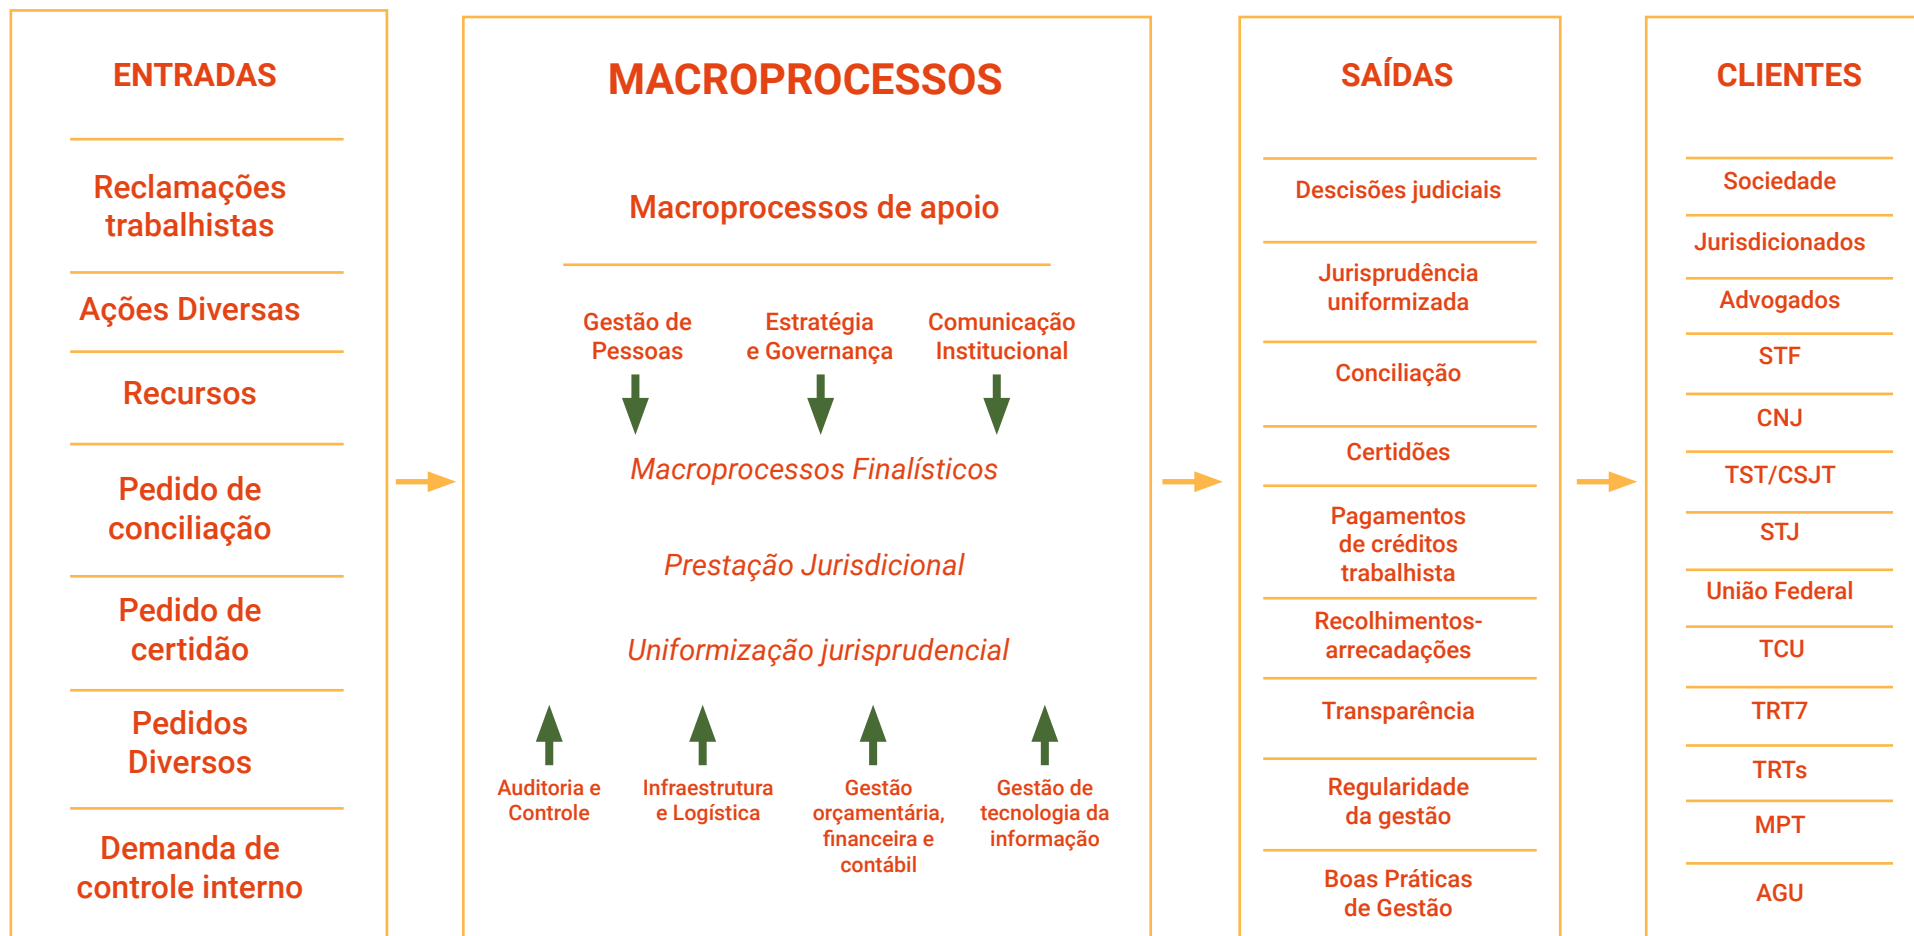 ENTRADAS
Reclamações
trabalhistas
Ações Diversas
Recursos
Pedido de
conciliação
Pedido de
certidão
Pedidos
Diversos
Demanda de
controle interno
MACROPROCESSOS
Macroprocessos de apoio
Gestão de
Pessoas
Estratégia
e Governança
Comunicação
Institucional
Macroprocessos Finalísticos
Prestação Jurisdicional
Uniformização jurisprudencial
Auditoria e
Controle
Infraestrutura
e Logística
Gestão
orçamentária,
financeira e
contábil
Gestão de
tecnologia da
informação
SAÍDAS
Descisões judiciais
Jurisprudência
uniformizada
Conciliação
Certidões
Pagamentos
de créditos
trabalhista
Recolhimentos-
arrecadações
Transparência
Regularidade
da gestão
Boas Práticas
de Gestão
CLIENTES
Sociedade
Jurisdicionados
Advogados
STF
CNJ
TST/CSJT
STJ
União Federal
TCU
TRT7
TRTs
MPT
AGU